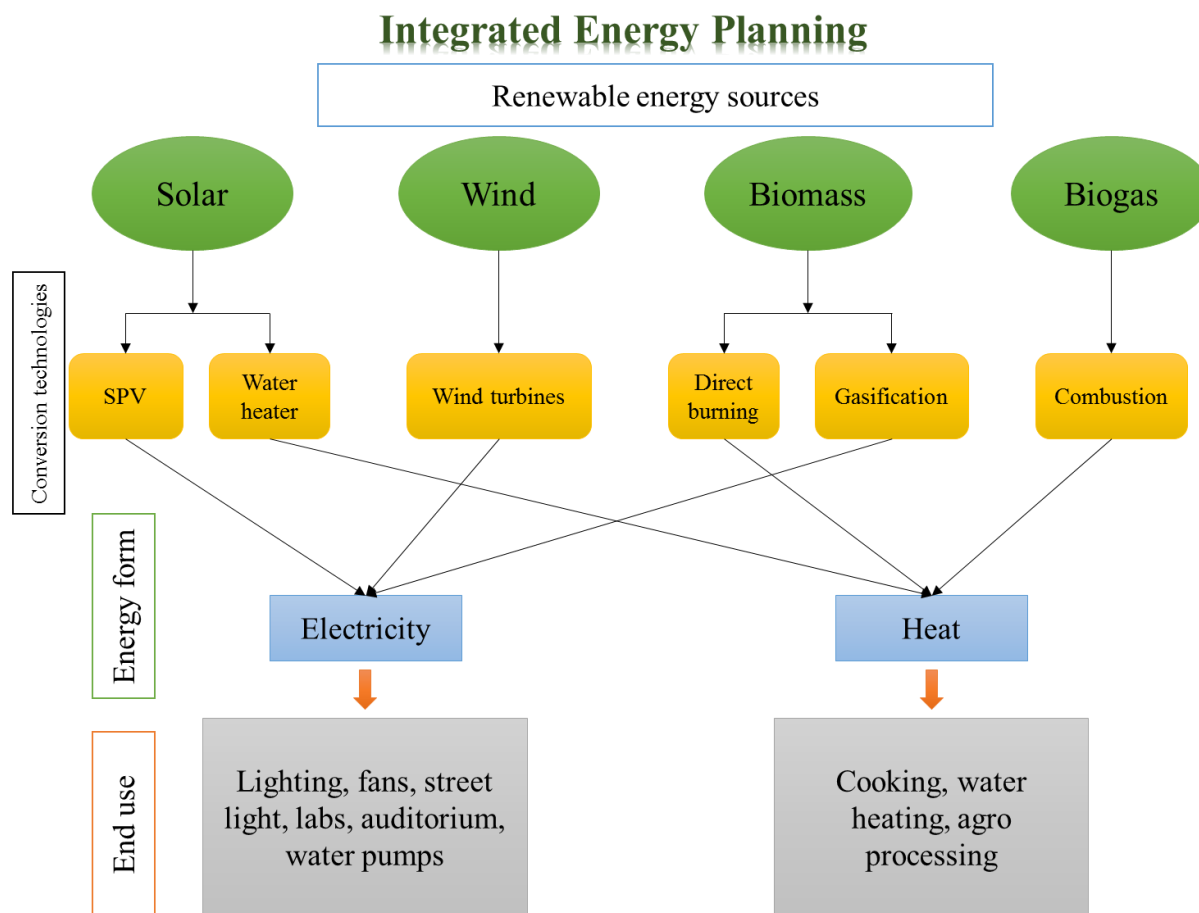 Integrated Energy Planning
Renewable energy sources
Solar
Wind
Biomass
Biogas
Conversion technologies
SPV
Water
heater
Wind turbines
Direct
burning
Gasification
Combustion
Energy form
Electricity
Heat
End use
Lighting, fans, street
light, labs, auditorium,
water pumps
Cooking, water
heating, agro
processing